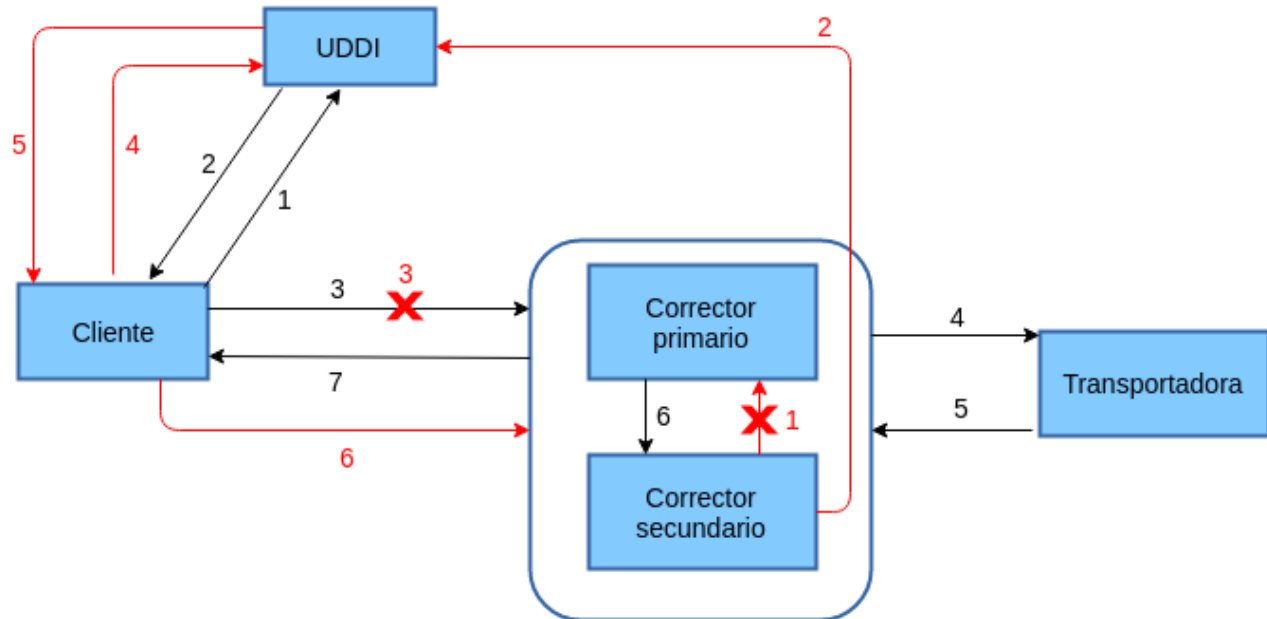 2
UDDI
5
4
2
1
3
3
Cliente
7
6
Corrector
primario
6
1
Corrector
secundario
4
Transportadora
5